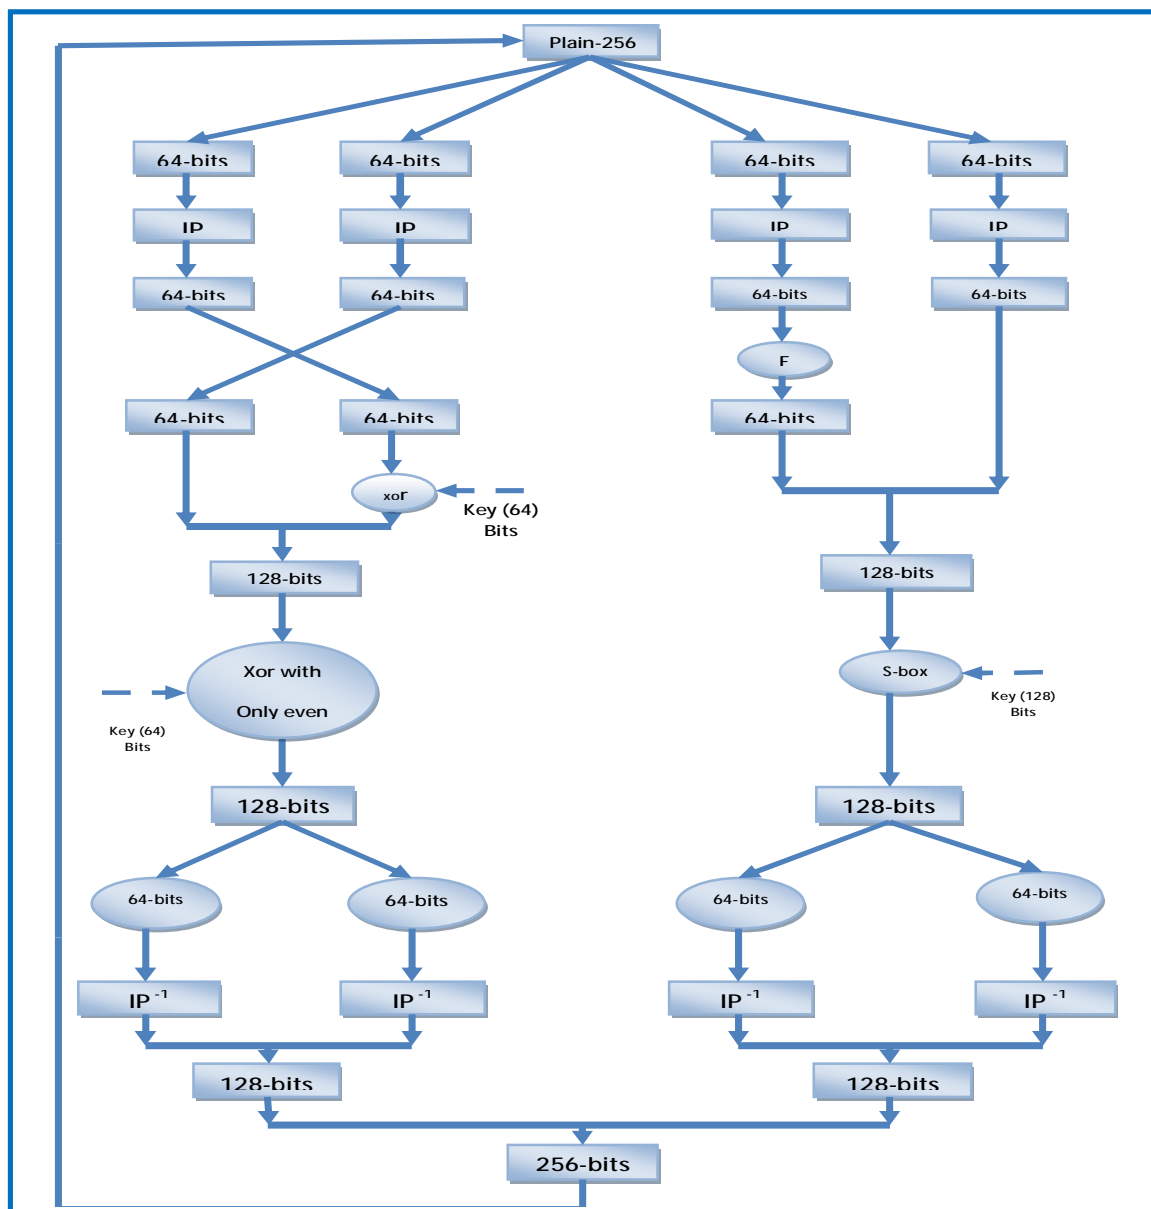 Plain-256
64-bits 64-bits 64-bits 64-bits
IP IP IP IP
64-bits 64-bits 64-bits 64-bits
F
64-bits 64-bits 64-bits
xor
Key (64)
Bits
128-bits 128-bits
Xor with
Only even
Key (64)
Bits
S-box
Key (128)
Bits
128-bits 128-bits
64-bits 64-bits 64-bits 64-bits
IP⁻¹ IP⁻¹ IP⁻¹ IP⁻¹
128-bits 128-bits
256-bits